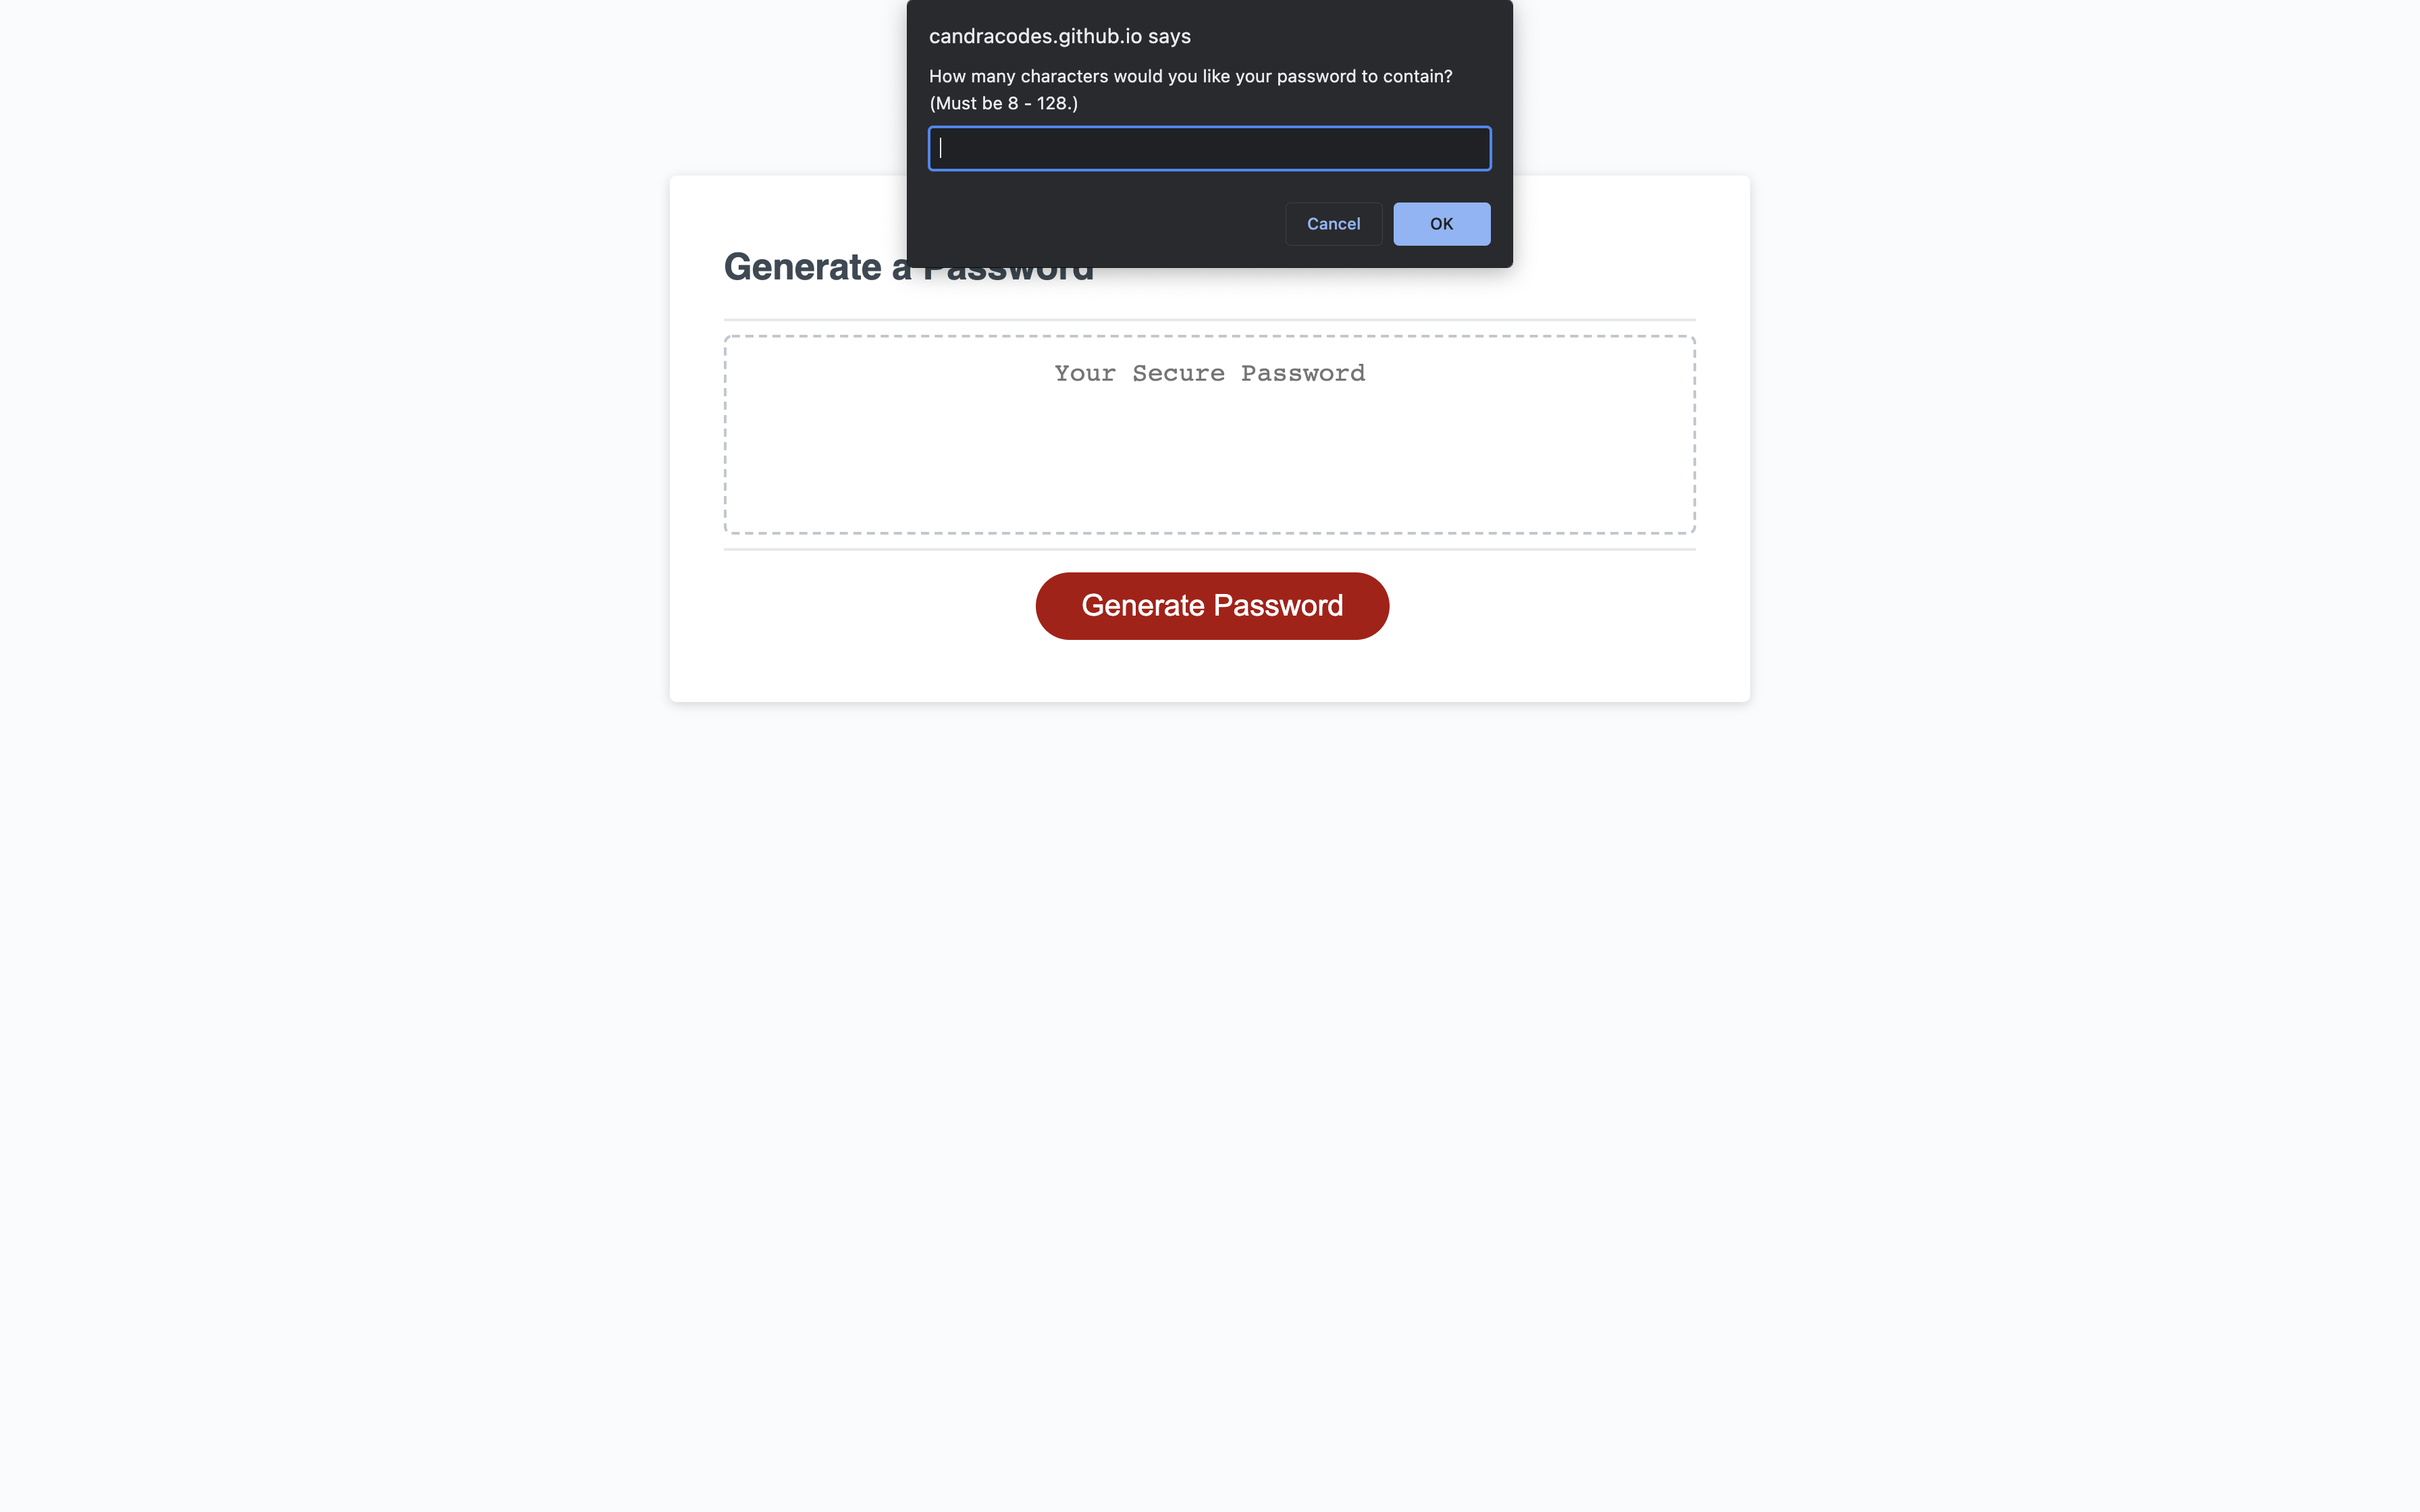 candracodes.github.io says
How many characters would you like your password to contain?
(Must be 8 - 128.)
Cancel
OK
Generate a Password
Your Secure Password
Generate Password